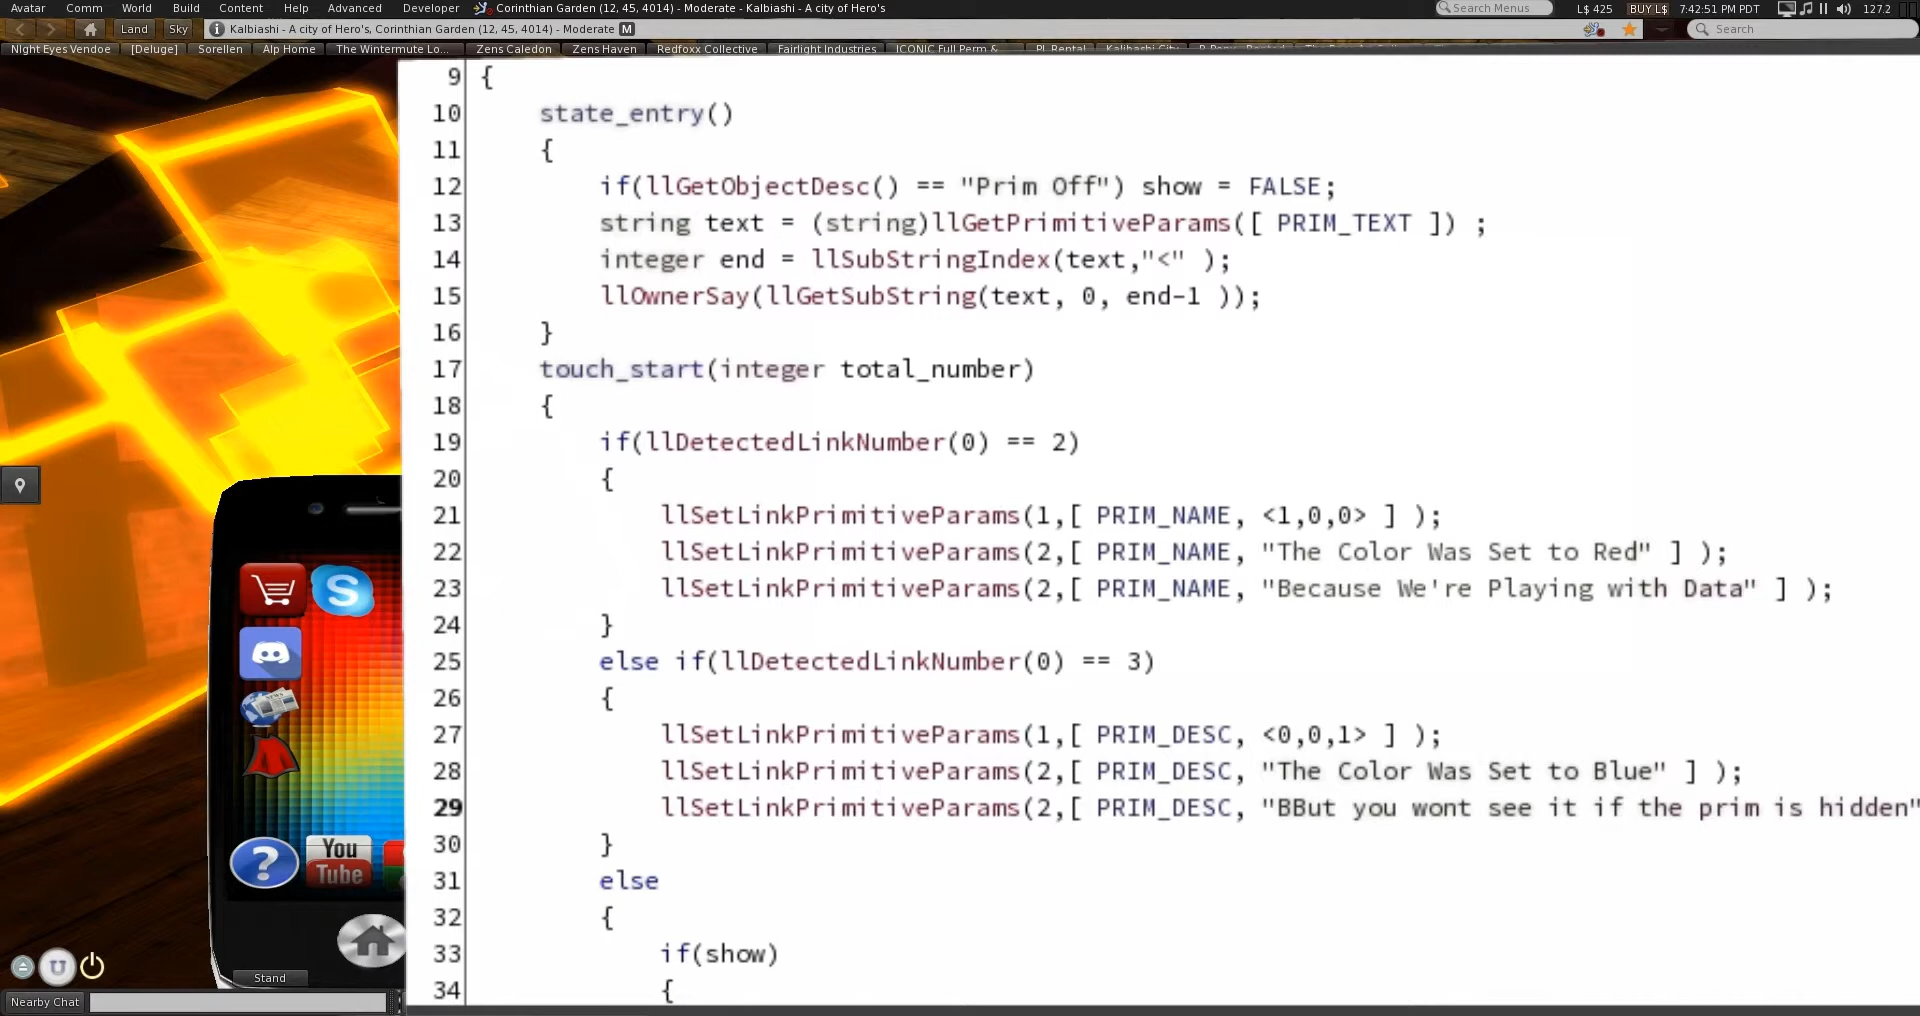 Avatar Comm World Build Content Help Advanced Developer Corinthian Garden (12, 45, 4014) - Moderate - Kalbiashi - A city of Hero's Search Menus L$ 425 BUY L$ 7:42:51 PM PDT 127.2
Land Sky Kalbiashi - A city of Hero's, Corinthian Garden (12, 45, 4014) - Moderate M Search
Night Eyes Vendoe [Deluge] Sorellen Alp Home The Wintermute Lo... Zens Caledon Zens Haven Redfoxx Collective Fairlight Industries ICONIC Full Perm &
9 {
10 state_entry()
11 {
12 if(llGetObjectDesc() == "Prim Off") show = FALSE;
13 string text = (string)llGetPrimitiveParams([ PRIM_TEXT ]) ;
14 integer end = llSubStringIndex(text,"<" );
15 llOwnerSay(llGetSubString(text, 0, end-1 ));
16 }
17 touch_start(integer total_number)
18 {
19 if(llDetectedLinkNumber(0) == 2)
20 {
21 llSetLinkPrimitiveParams(1,[ PRIM_NAME, <1,0,0> ] );
22 llSetLinkPrimitiveParams(2,[ PRIM_NAME, "The Color Was Set to Red" ] );
23 llSetLinkPrimitiveParams(2,[ PRIM_NAME, "Because We're Playing with Data" ] );
24 }
25 else if(llDetectedLinkNumber(0) == 3)
26 {
27 llSetLinkPrimitiveParams(1,[ PRIM_DESC, <0,0,1> ] );
28 llSetLinkPrimitiveParams(2,[ PRIM_DESC, "The Color Was Set to Blue" ] );
29 llSetLinkPrimitiveParams(2,[ PRIM_DESC, "BBut you wont see it if the prim is hidden"
30 }
31 else
32 {
33 if(show)
34 {
S
?
You
Tube
U
Stand
Nearby Chat